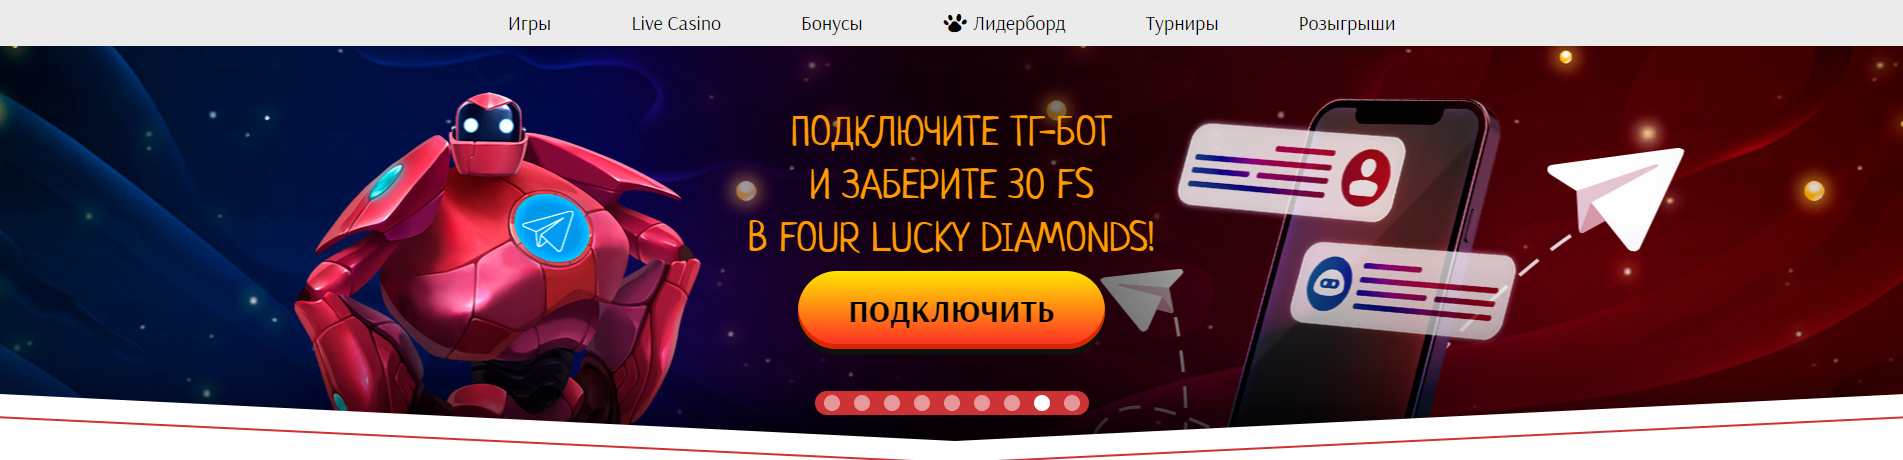 Игры Live Casino Бонусы Лидерборд Турниры Розыгрыши
ПОДКЛЮЧИТЕ ТГ-БОТ
И ЗАБЕРИТЕ 30 FS
В FOUR LUCKY DIAMONDS!
ПОДКЛЮЧИТЬ